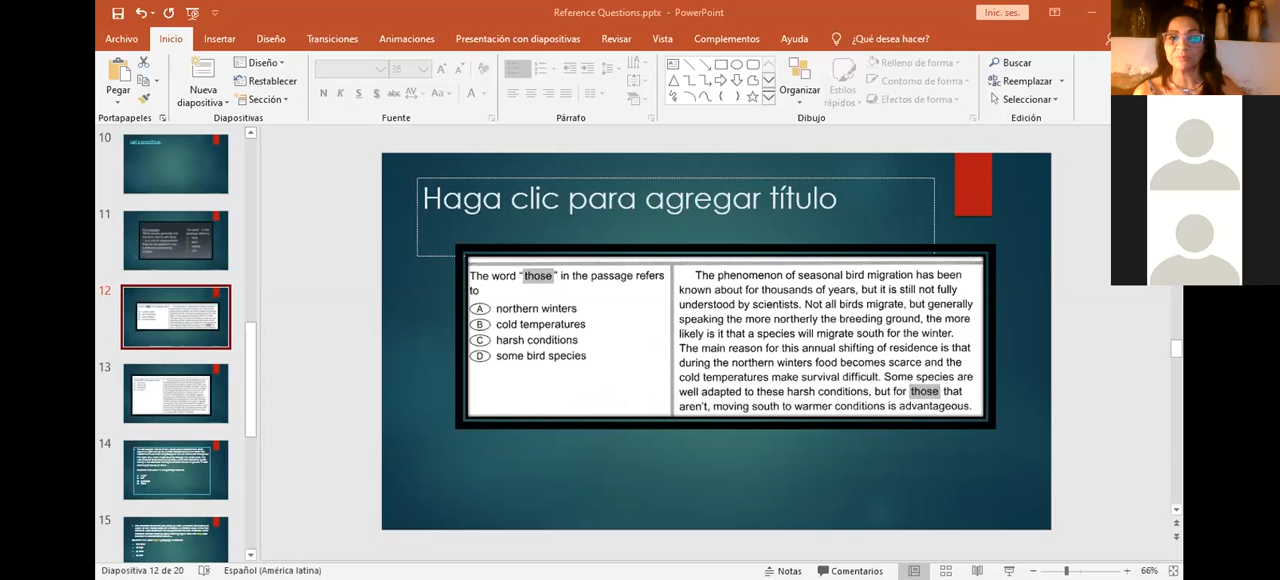 Reference Questions.pptx - PowerPoint
Inic. ses.
Archivo Inicio Insertar Diseño Transiciones Animaciones Presentación con diapositivas Revisar Vista Complementos Ayuda ¿Qué desea hacer?
Pegar
Nueva diapositiva
Diseño
Restablecer
Sección
36
N K S S abc AV Aa A
Organizar
Estilos rápidos
Relleno de forma
Contorno de forma
Efectos de forma
Buscar
Reemplazar
Seleccionar
Portapapeles Diapositivas Fuente Párrafo Dibujo Edición
10
Let's practice.
11
12
13
14
15
Haga clic para agregar título
The word "those" in the passage refers
to
A northern winters
B cold temperatures
C harsh conditions
D some bird species
The phenomenon of seasonal bird migration has been
known about for thousands of years, but it is still not fully
understood by scientists. Not all birds migrate, but generally
speaking the more northerly the breeding ground, the more
likely is it that a species will migrate south for the winter.
The main reason for this annual shifting of residence is that
during the northern winters food becomes scarce and the
cold temperatures make survival difficult. Some species are
well adapted to these harsh conditions, but for those that
aren't, moving south to warmer conditions is advantageous.
Diapositiva 12 de 20 Español (América latina) Notas Comentarios 66%